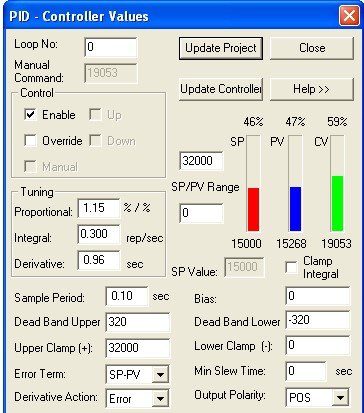 PID - Controller Values
Loop No: 0
Update Project Close
Manual Command: 19053
Update Controller Help >>
Control
Enable Up
Override Down
Manual
46% 47% 59%
SP PV CV
32000
SP/PV Range
0
15000 15268 19053
Tuning
Proportional: 1.15 % / %
Integral: 0.300 rep/sec
Derivative: 0.96 sec
SP Value: 15000 Clamp Integral
Sample Period: 0.10 sec Bias: 0
Dead Band Upper 320 Dead Band Lower -320
Upper Clamp (+): 32000 Lower Clamp (-): 0
Error Term: SP-PV Min Slew Time: 0 sec
Derivative Action: Error Output Polarity: POS